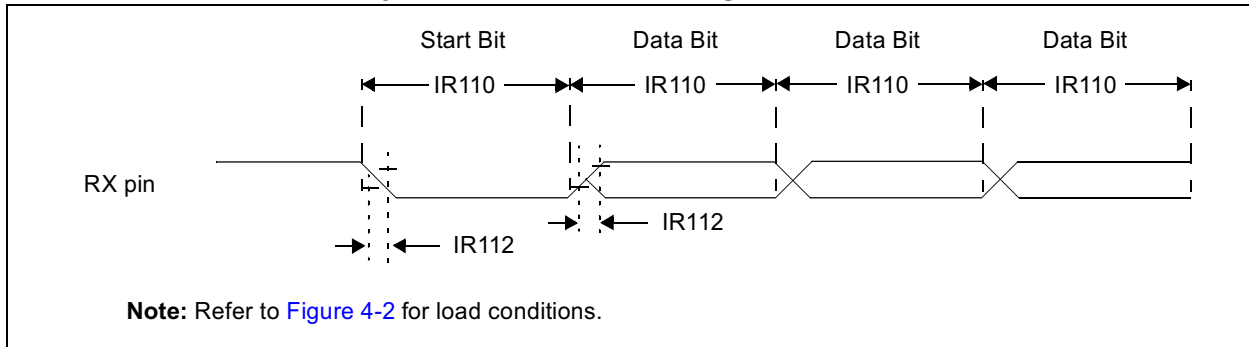 Start Bit Data Bit Data Bit Data Bit
IR110 IR110 IR110 IR110
RX pin
IR112
IR112
Note: Refer to Figure 4-2 for load conditions.